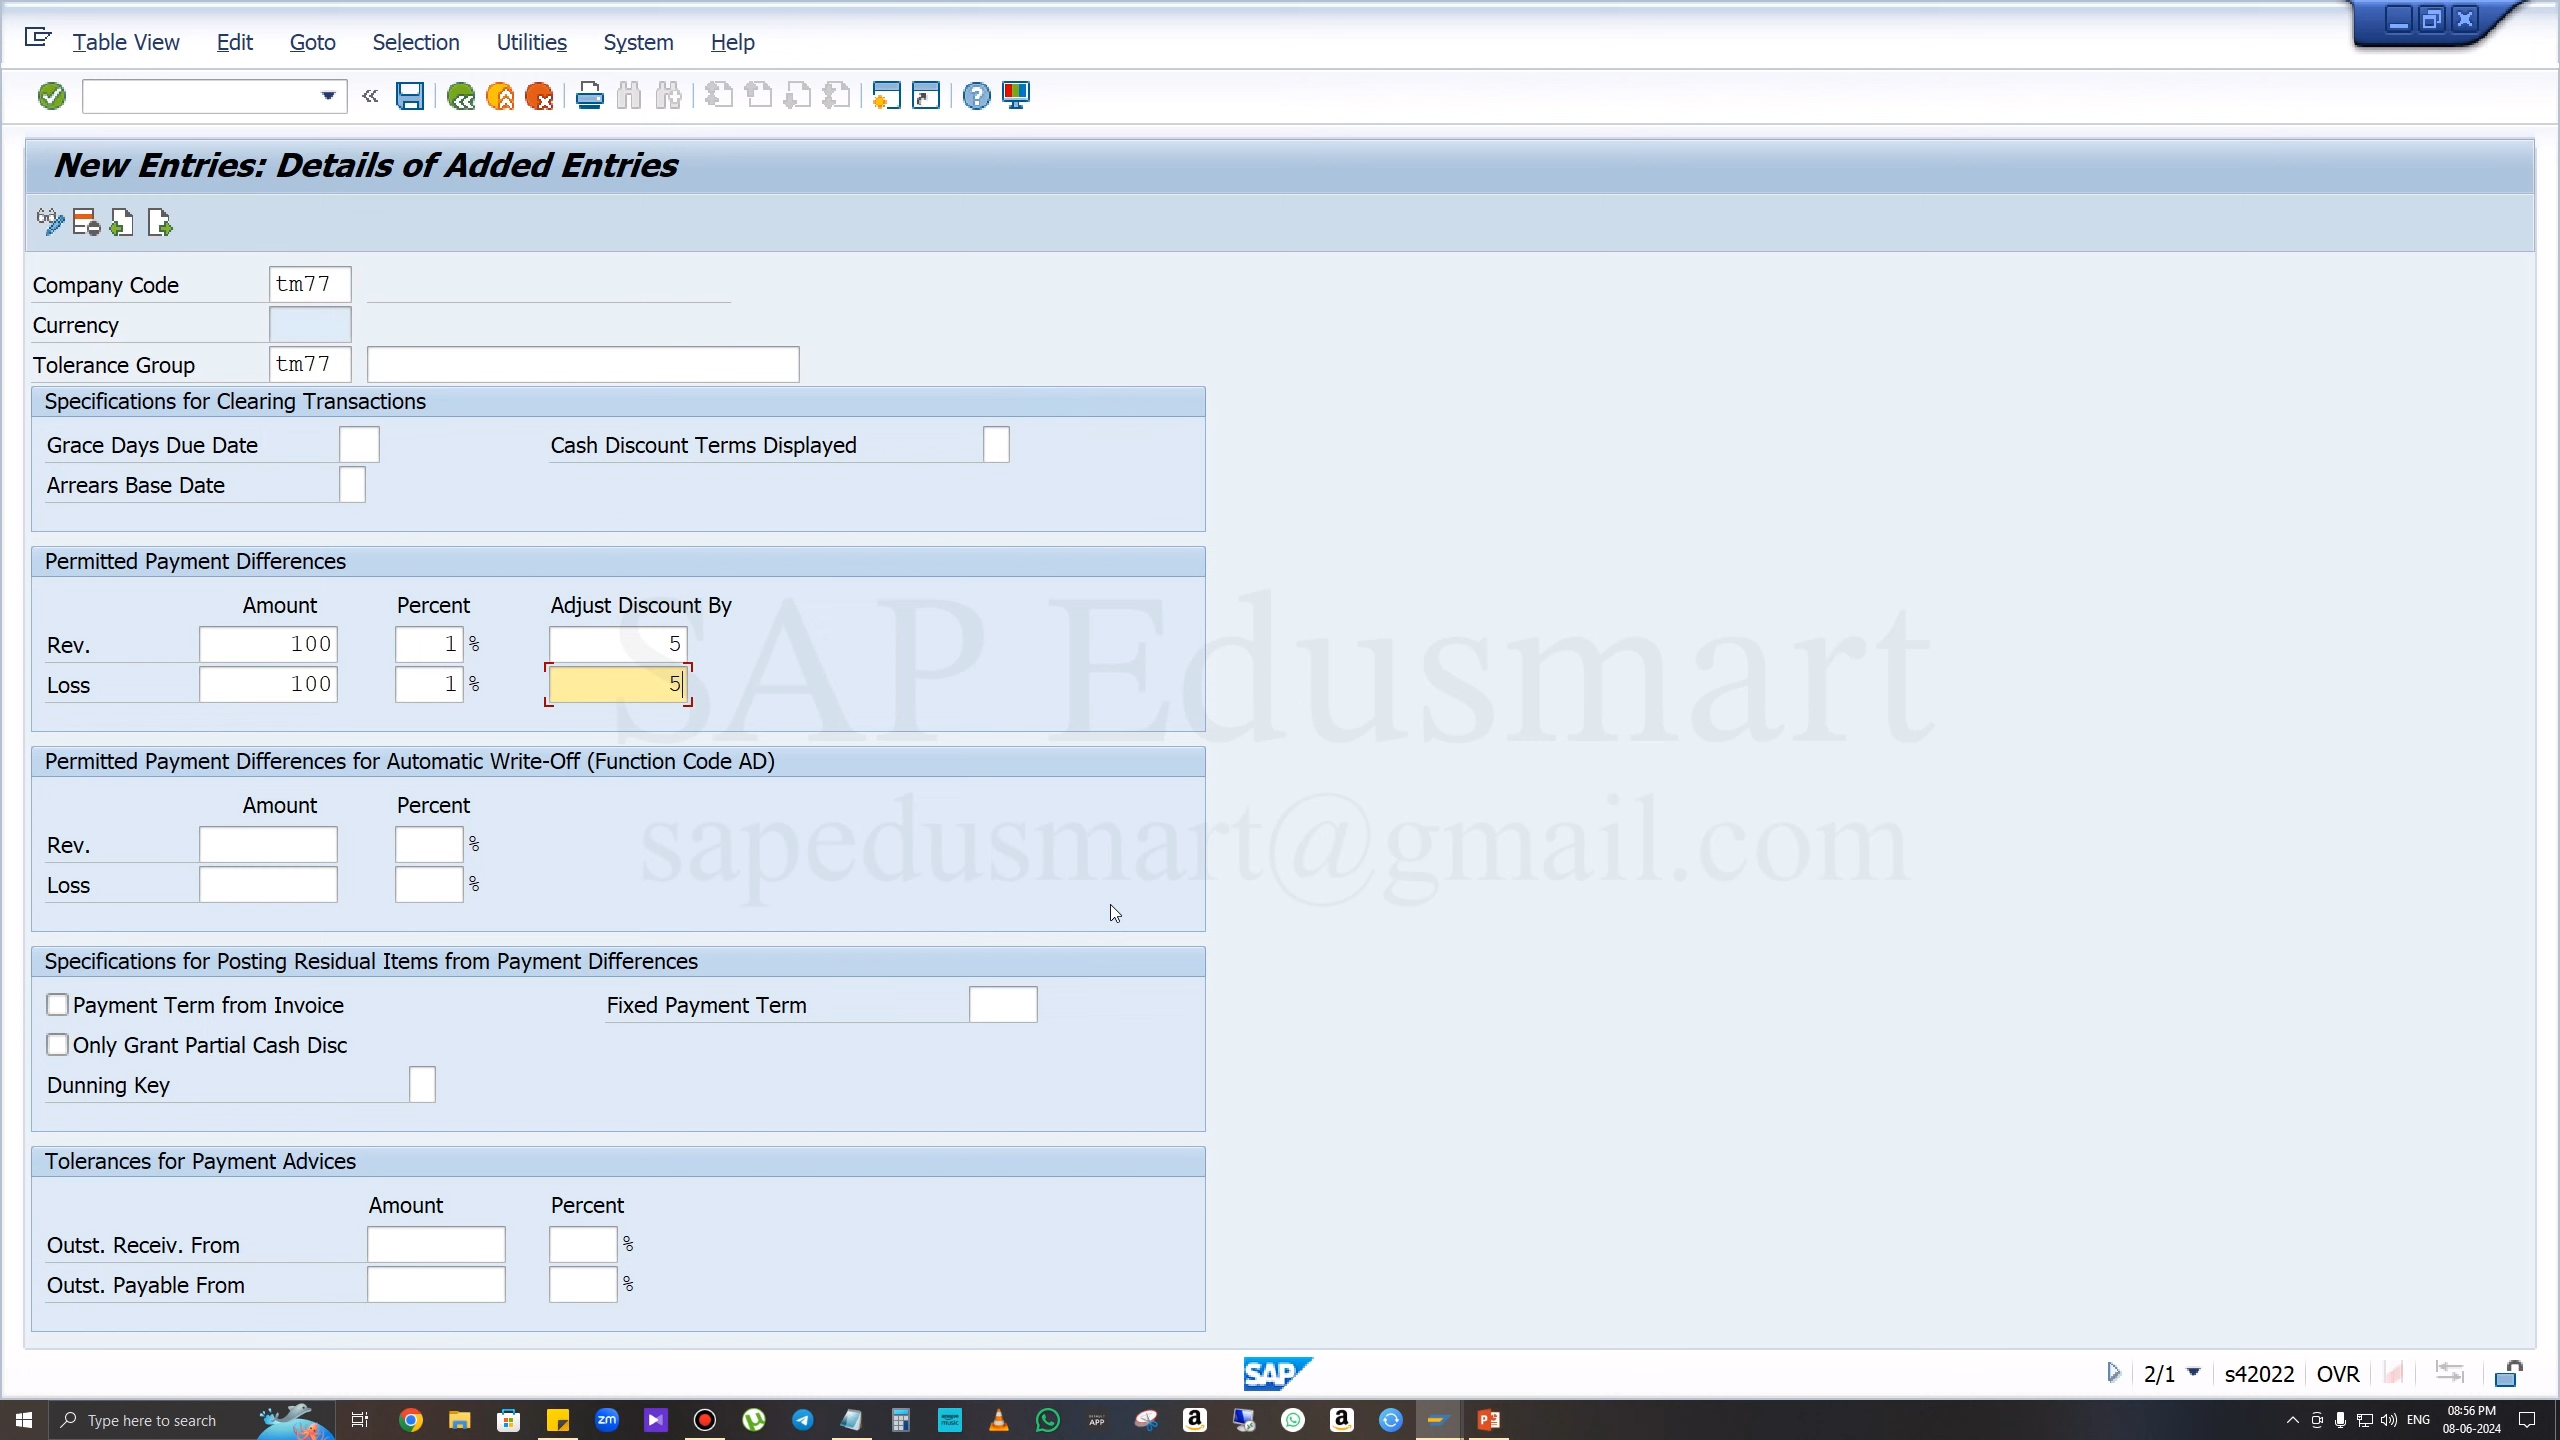 Table View Edit Goto Selection Utilities System Help
«
New Entries: Details of Added Entries
Company Code tm77
Currency
Tolerance Group tm77
Specifications for Clearing Transactions
Grace Days Due Date Cash Discount Terms Displayed
Arrears Base Date
Permitted Payment Differences
Amount Percent Adjust Discount By
Rev. 100 1 % 5
Loss 100 1 % 5
SAP Edusmart
Permitted Payment Differences for Automatic Write-Off (Function Code AD)
Amount Percent
Rev. %
Loss %
sapedusmart@gmail.com
Specifications for Posting Residual Items from Payment Differences
Payment Term from Invoice Fixed Payment Term
Only Grant Partial Cash Disc
Dunning Key
Tolerances for Payment Advices
Amount Percent
Outst. Receiv. From %
Outst. Payable From %
SAP 2/1 s42022 OVR
Type here to search zm APP a a ENG 08:56 PM
08-06-2024